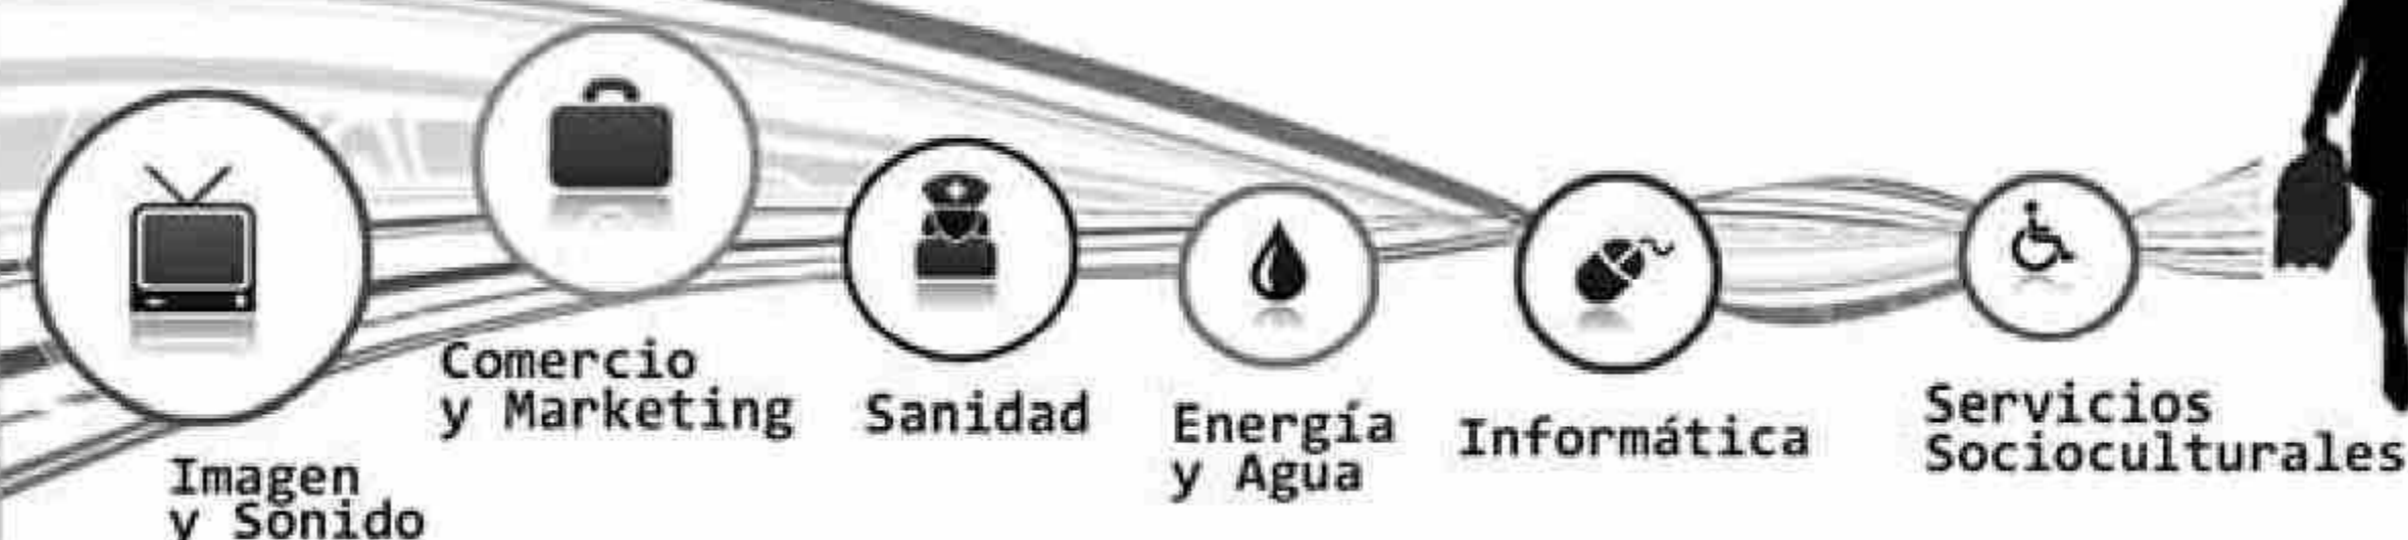 Imagen
y Sonido
Comercio
y Marketing
Sanidad
Energía
y Agua
Informática
Servicios
Socioculturales